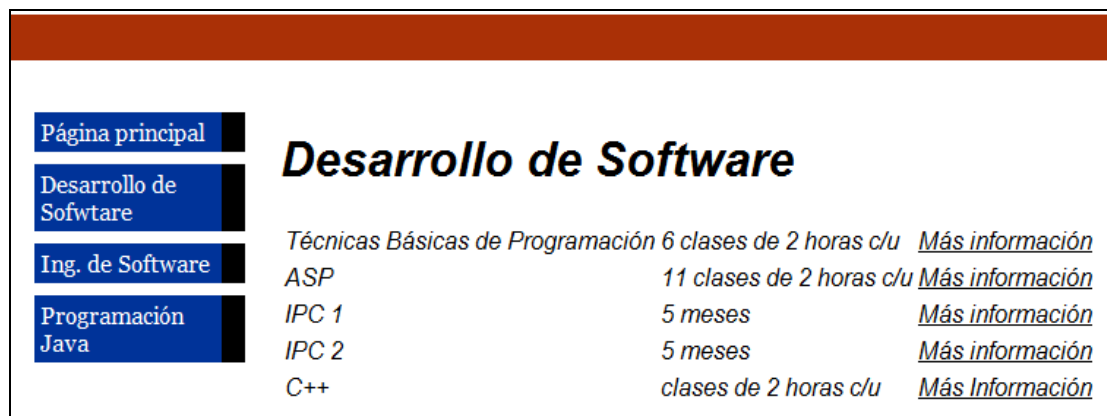 Página principal
Desarrollo de
Sofwtare
Ing. de Software
Programación
Java
Desarrollo de Software
Técnicas Básicas de Programación 6 clases de 2 horas c/u Más información
ASP 11 clases de 2 horas c/u Más información
IPC 1 5 meses Más información
IPC 2 5 meses Más información
C++ clases de 2 horas c/u Más Información